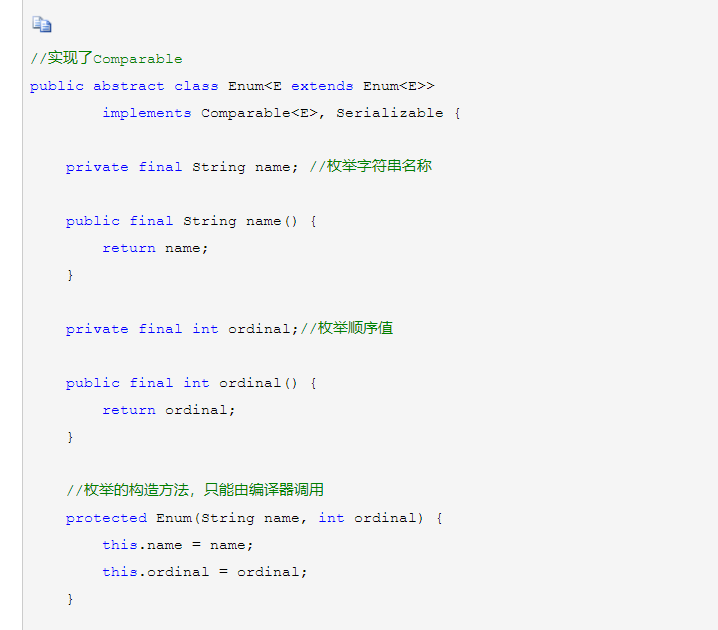 //实现了Comparable
public abstract class Enum<E extends Enum<E>>
        implements Comparable<E>, Serializable {
    private final String name; //枚举字符串名称
    public final String name() {
        return name;
    }
    private final int ordinal;//枚举顺序值
    public final int ordinal() {
        return ordinal;
    }
    //枚举的构造方法，只能由编译器调用
    protected Enum(String name, int ordinal) {
        this.name = name;
        this.ordinal = ordinal;
    }